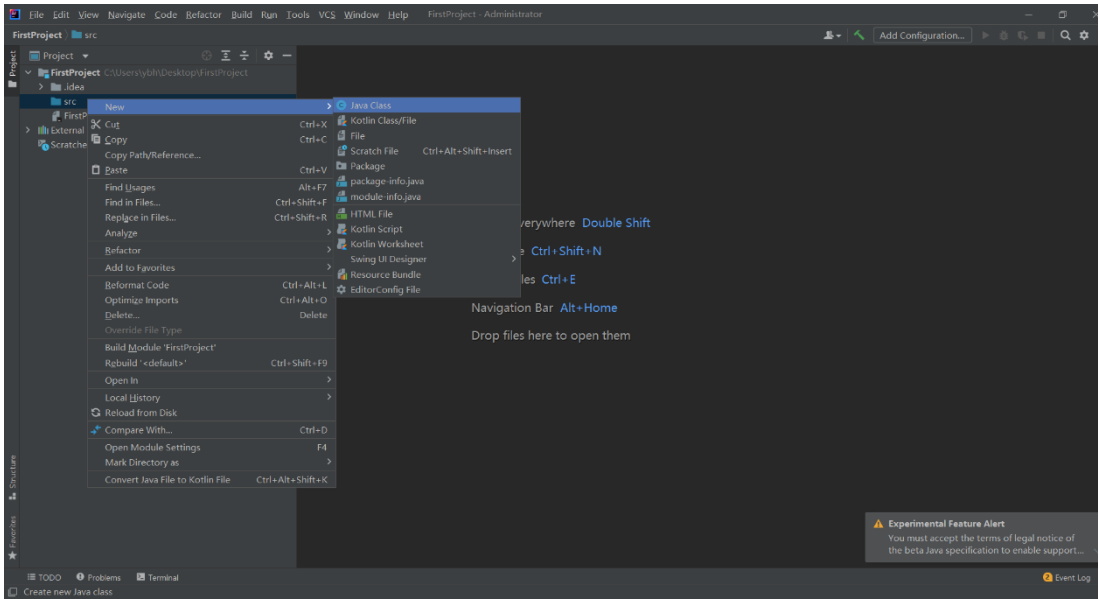 File Edit View Navigate Code Refactor Build Run Tools VCS Window Help FirstProject - Administrator
FirstProject src
Add Configuration...
Project
Project
FirstProject C:\Users\ybh\Desktop\FirstProject
.idea
src
FirstP
External
Scratche
New
Cut Ctrl+X
Copy Ctrl+C
Copy Path/Reference...
Paste Ctrl+V
Find Usages Alt+F7
Find in Files... Ctrl+Shift+F
Replace in Files... Ctrl+Shift+R
Analyze
Refactor
Add to Favorites
Reformat Code Ctrl+Alt+L
Optimize Imports Ctrl+Alt+O
Delete... Delete
Override File Type
Build Module 'FirstProject'
Rebuild '<default>' Ctrl+Shift+F9
Open In
Local History
Reload from Disk
Compare With... Ctrl+D
Open Module Settings F4
Mark Directory as
Convert Java File to Kotlin File Ctrl+Alt+Shift+K
Java Class
Kotlin Class/File
File
Scratch File Ctrl+Alt+Shift+Insert
Package
package-info.java
module-info.java
HTML File
Kotlin Script
Kotlin Worksheet
Swing UI Designer
Resource Bundle
EditorConfig File
verywhere Double Shift
e Ctrl+Shift+N
les Ctrl+E
Navigation Bar Alt+Home
Drop files here to open them
Structure
Favorites
Experimental Feature Alert
You must accept the terms of legal notice of
the beta Java specification to enable support...
TODO Problems Terminal
2 Event Log
Create new Java class